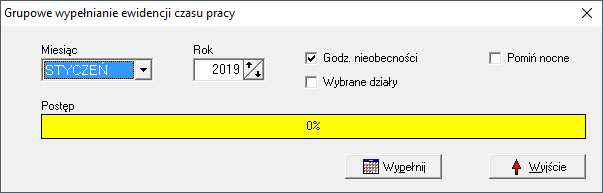 Grupowe wypełnianie ewidencji czasu pracy
Miesiąc
Rok
STYCZEŃ
2019
Godz. nieobecności
Pomiń nocne
Wybrane działy
Postęp
0%
Wypełnij
Wyjście